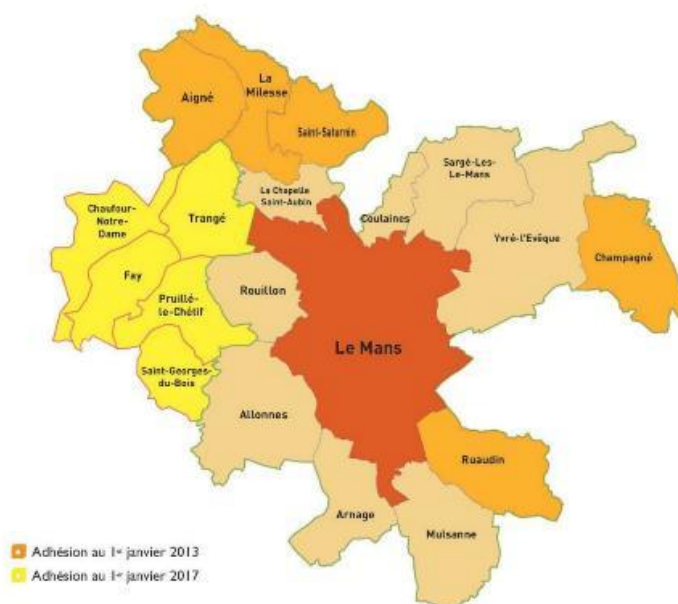 Aigné
La
Milesse
Saint-Saturnin
La Chapelle
Saint-Aubin
Coulaines
Sargé-Les-
Le-Mans
Yvré-l'Evêque
Champagné
Chaufour-
Notre-
Dame
Trangé
Fay
Pruillé-
le-Chétif
Rouillon
Le Mans
Saint-Georges-
du-Bois
Allonnes
Ruaudin
Arnage
Mulsanne
Adhésion au 1er janvier 2013
Adhésion au 1er janvier 2017